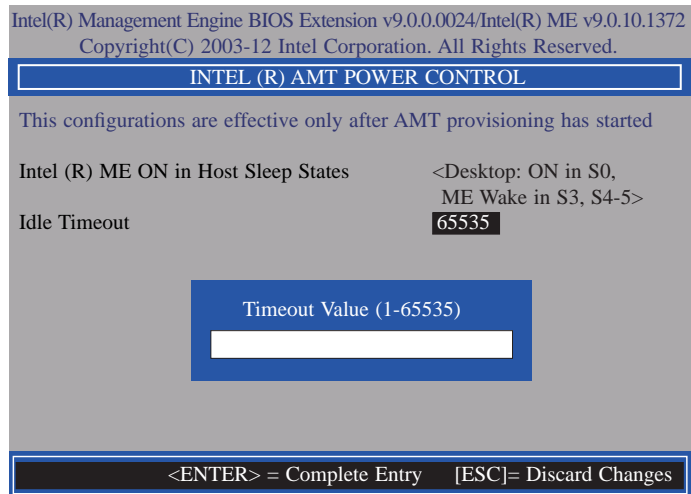 Intel(R) Management Engine BIOS Extension v9.0.0.0024/Intel(R) ME v9.0.10.1372
Copyright(C) 2003-12 Intel Corporation. All Rights Reserved.
INTEL (R) AMT POWER CONTROL
This configurations are effective only after AMT provisioning has started
Intel (R) ME ON in Host Sleep States <Desktop: ON in S0,
ME Wake in S3, S4-5>
Idle Timeout 65535
Timeout Value (1-65535)
<ENTER> = Complete Entry [ESC]= Discard Changes